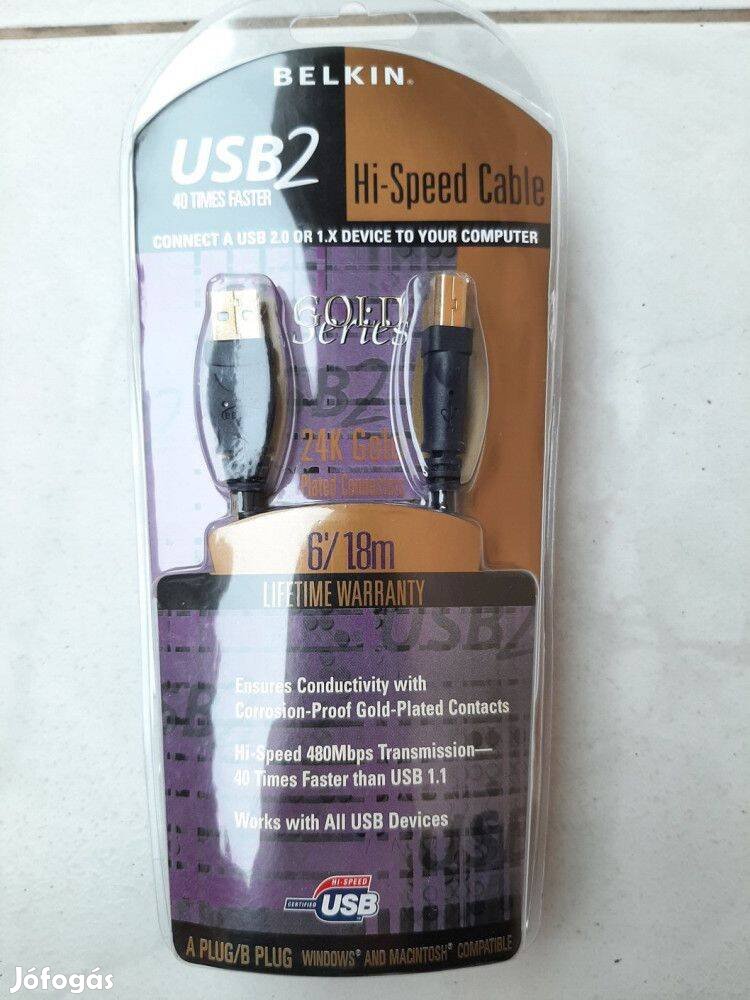 BELKIN®
USB2
40 TIMES FASTER
Hi-Speed Cable
CONNECT A USB 2.0 OR 1.X DEVICE TO YOUR COMPUTER
GOLD
Series
24K Gold
Plated Connectors
6'/1.8m
LIFETIME WARRANTY
USB2
Ensures Conductivity with
Corrosion-Proof Gold-Plated Contacts
Hi-Speed 480Mbps Transmission—
40 Times Faster than USB 1.1
Works with All USB Devices
HI-SPEED
CERTIFIED USB
A PLUG/B PLUG WINDOWS® AND MACINTOSH® COMPATIBLE
Jófogás